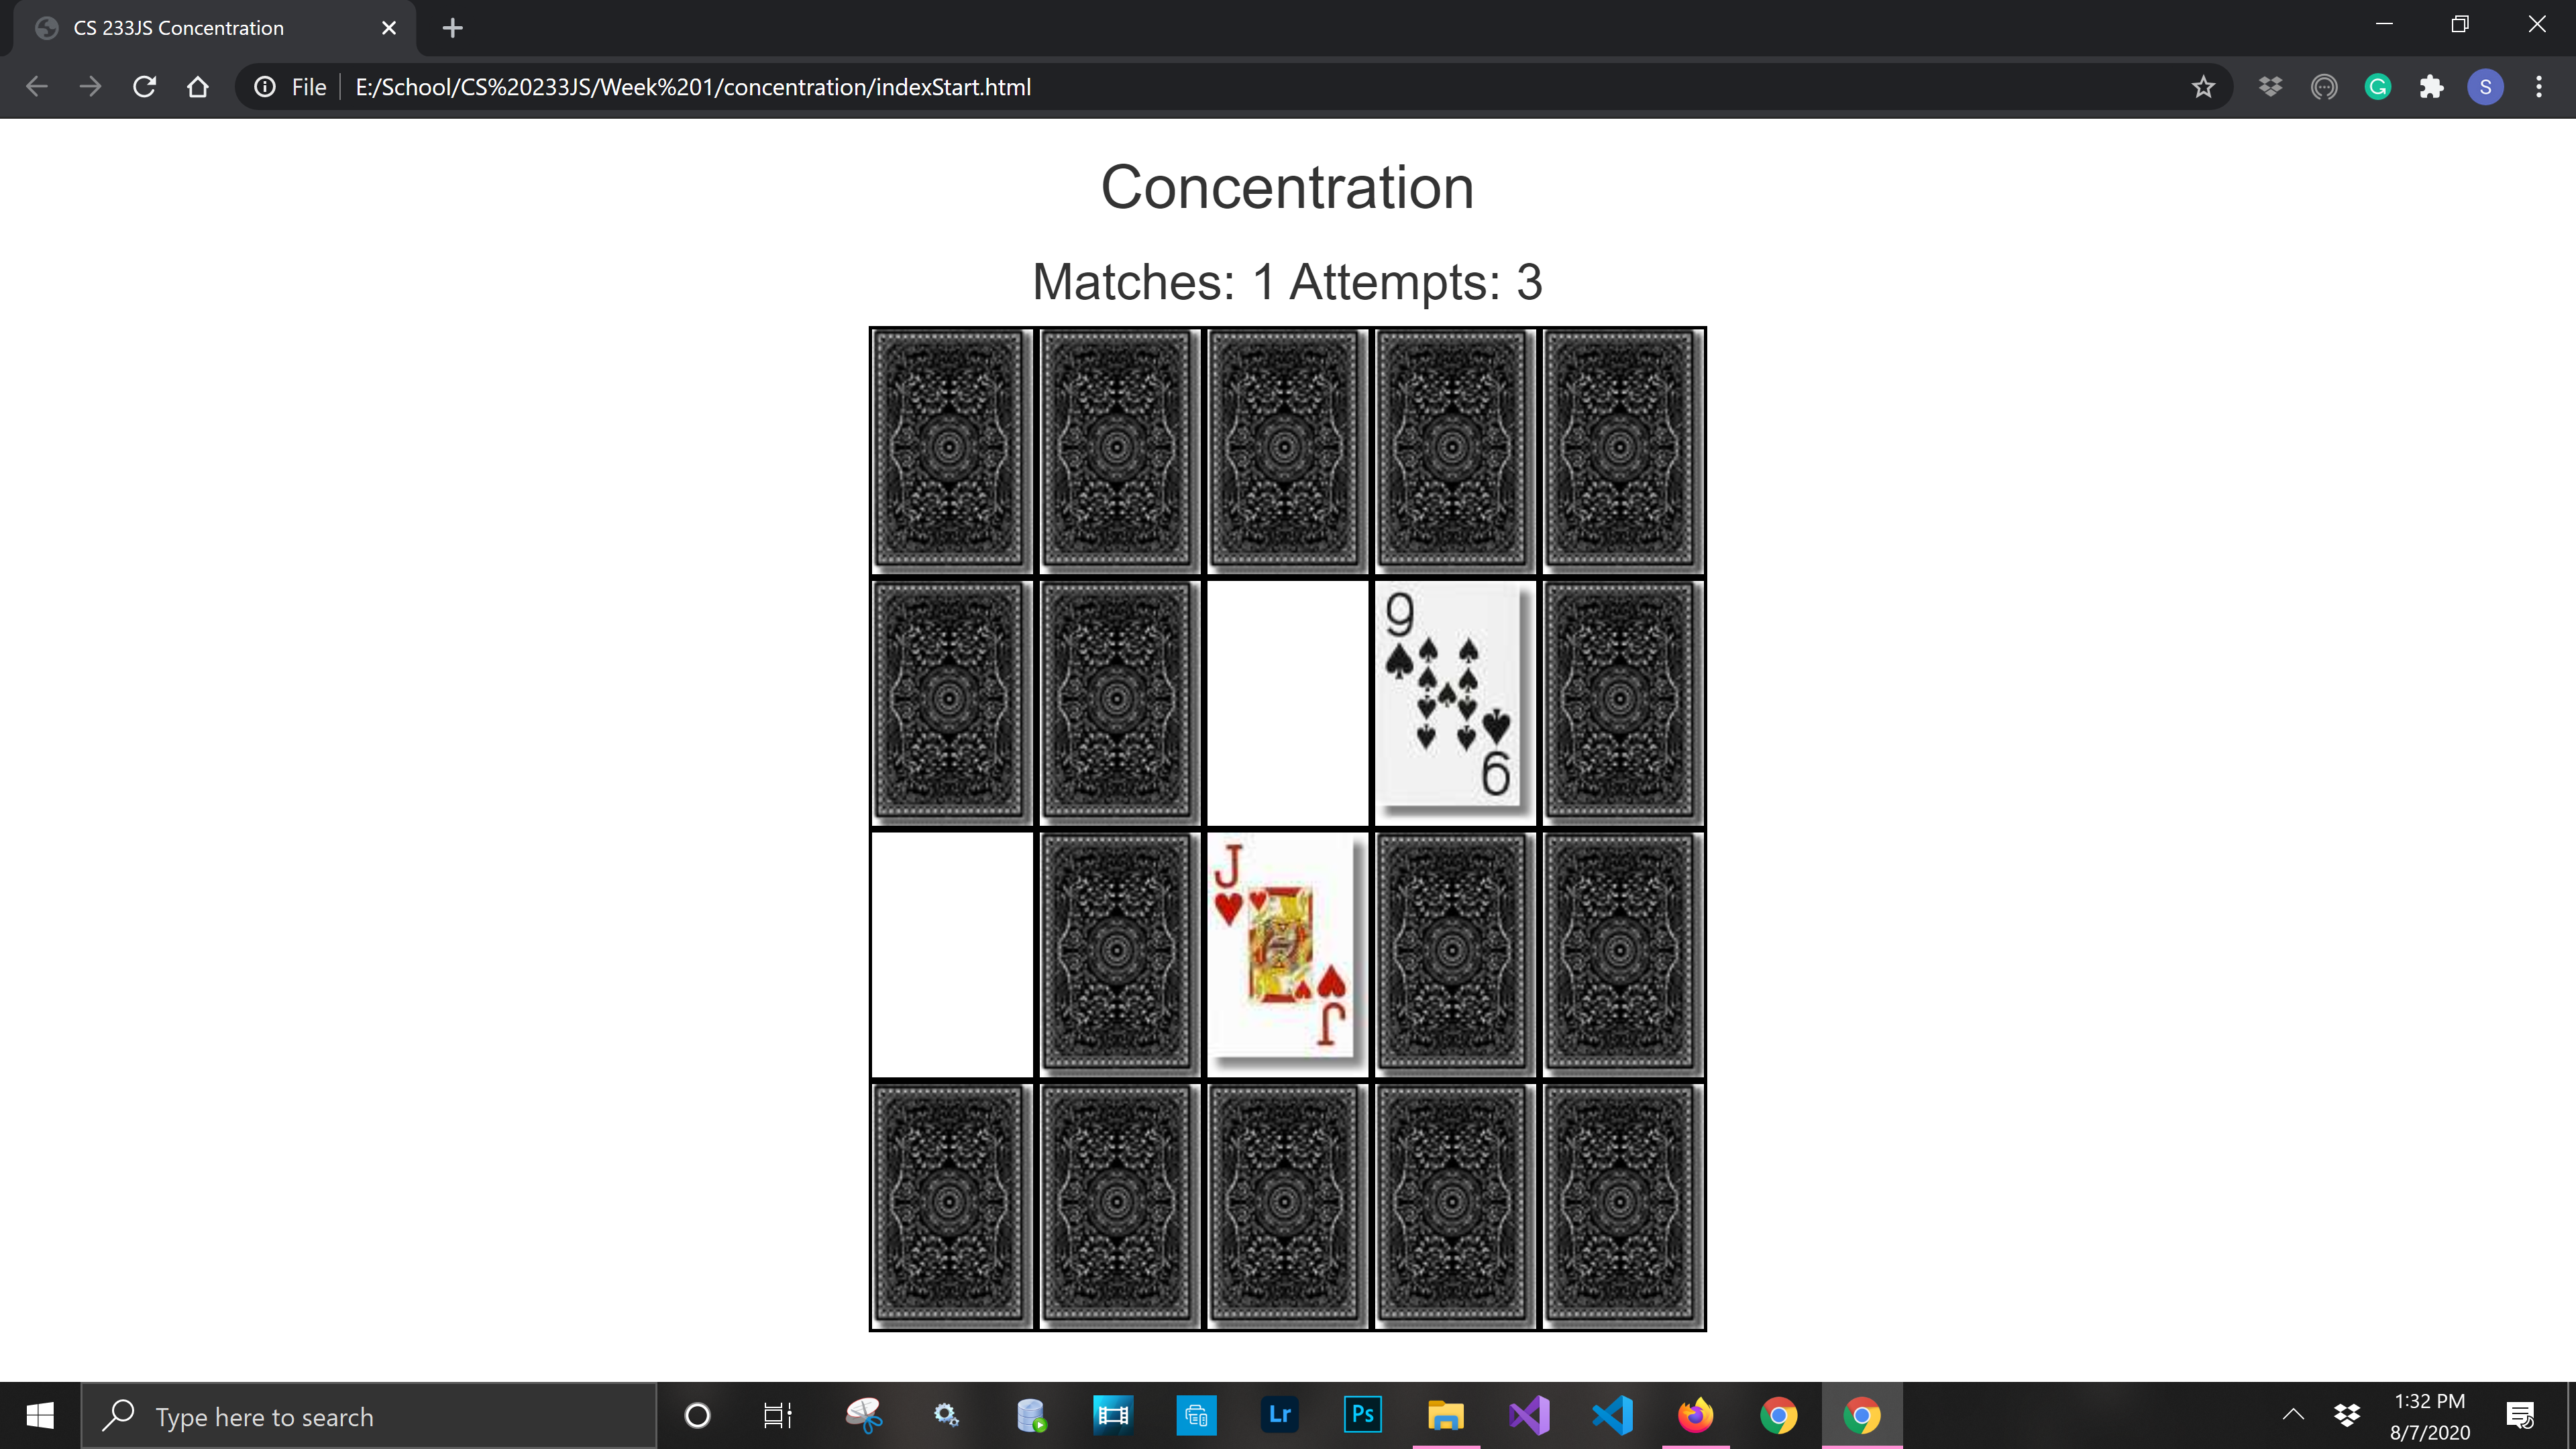 CS 233JS Concentration
File E:/School/CS%20233JS/Week%201/concentration/indexStart.html
S
Concentration
Matches: 1 Attempts: 3
9
9
J
J
Type here to search
Lr
Ps
1:32 PM
8/7/2020